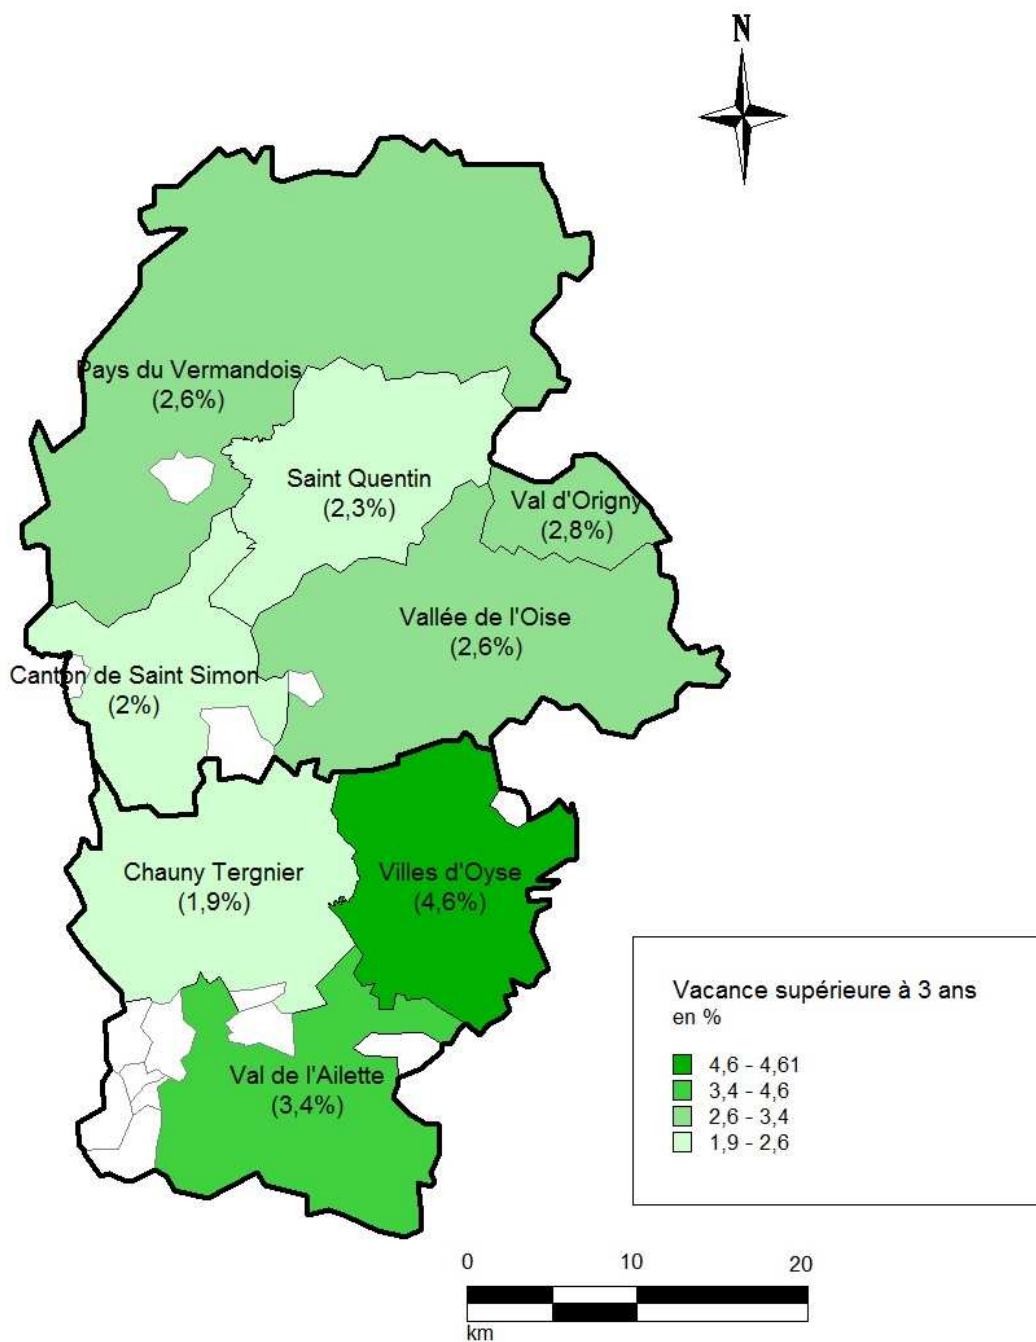 N
Pays du Vermandois
(2,6%)
Saint Quentin
(2,3%)
Val d'Origny
(2,8%)
Vallée de l'Oise
(2,6%)
Canton de Saint Simon
(2%)
Chauny Tergnier
(1,9%)
Villes d'Oyse
(4,6%)
Val de l'Ailette
(3,4%)
Vacance supérieure à 3 ans
en %
4,6 - 4,61
3,4 - 4,6
2,6 - 3,4
1,9 - 2,6
0 10 20
km